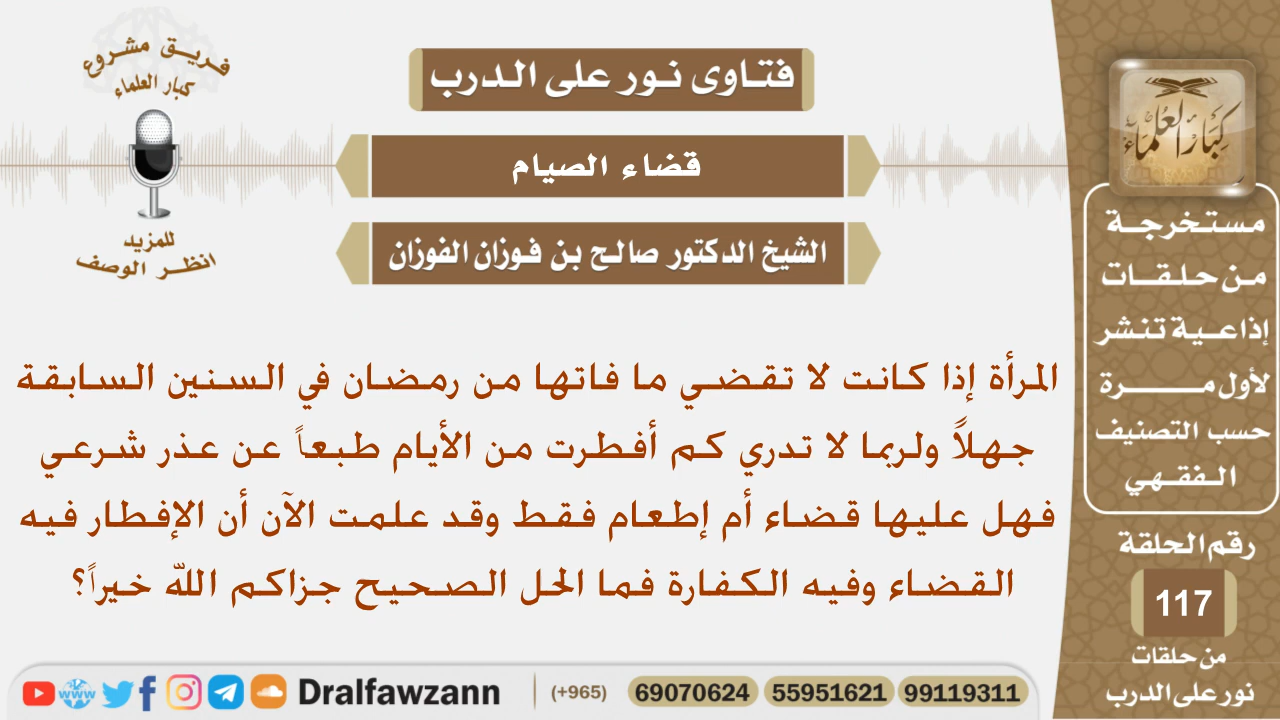 فريق مشروع
كبار العلماء
للمزيد
انظر الوصف
فتاوى نور على الدرب
قضاء الصيام
الشيخ الدكتور صالح بن فوزان الفوزان
المرأة إذا كانت لا تقضي ما فاتها من رمضان في السنين السابقة
جهلاً ولربما لا تدري كم أفطرت من الأيام طبعاً عن عذر شرعي
فهل عليها قضاء أم إطعام فقط وقد علمت الآن أن الإفطار فيه
القضاء وفيه الكفارة فما الحل الصحيح جزاكم الله خيراً؟
كبار العلماء
مستخرجة
من حلقات
إذاعية تنشر
لأول مرة
حسب التصنيف
الفقهي
رقم الحلقة
117
من حلقات
نور على الدرب
Dralfawzann (+965) 69070624 55951621 99119311